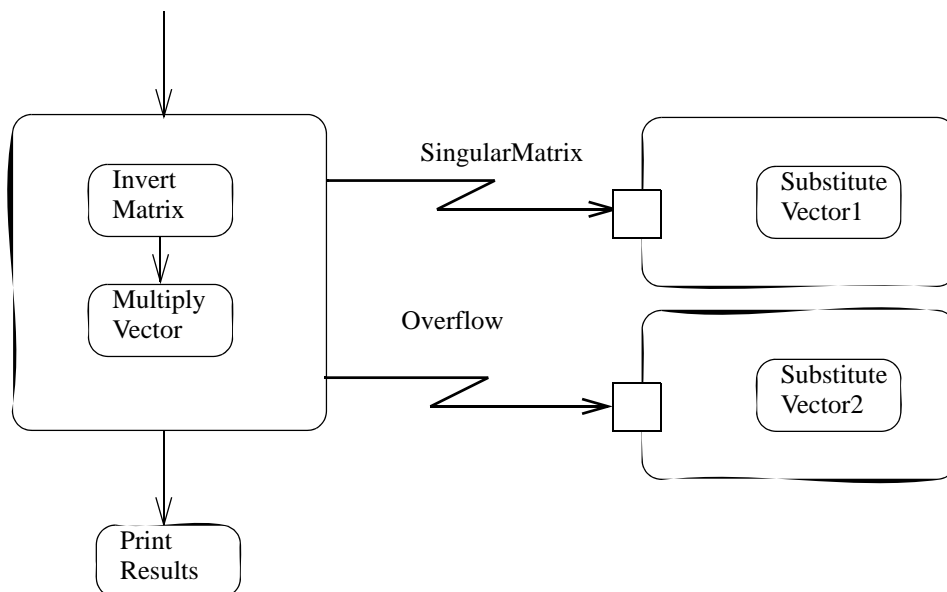 SingularMatrix
Invert
Matrix
Substitute
Vector1
Multiply
Vector
Overflow
Substitute
Vector2
Print
Results